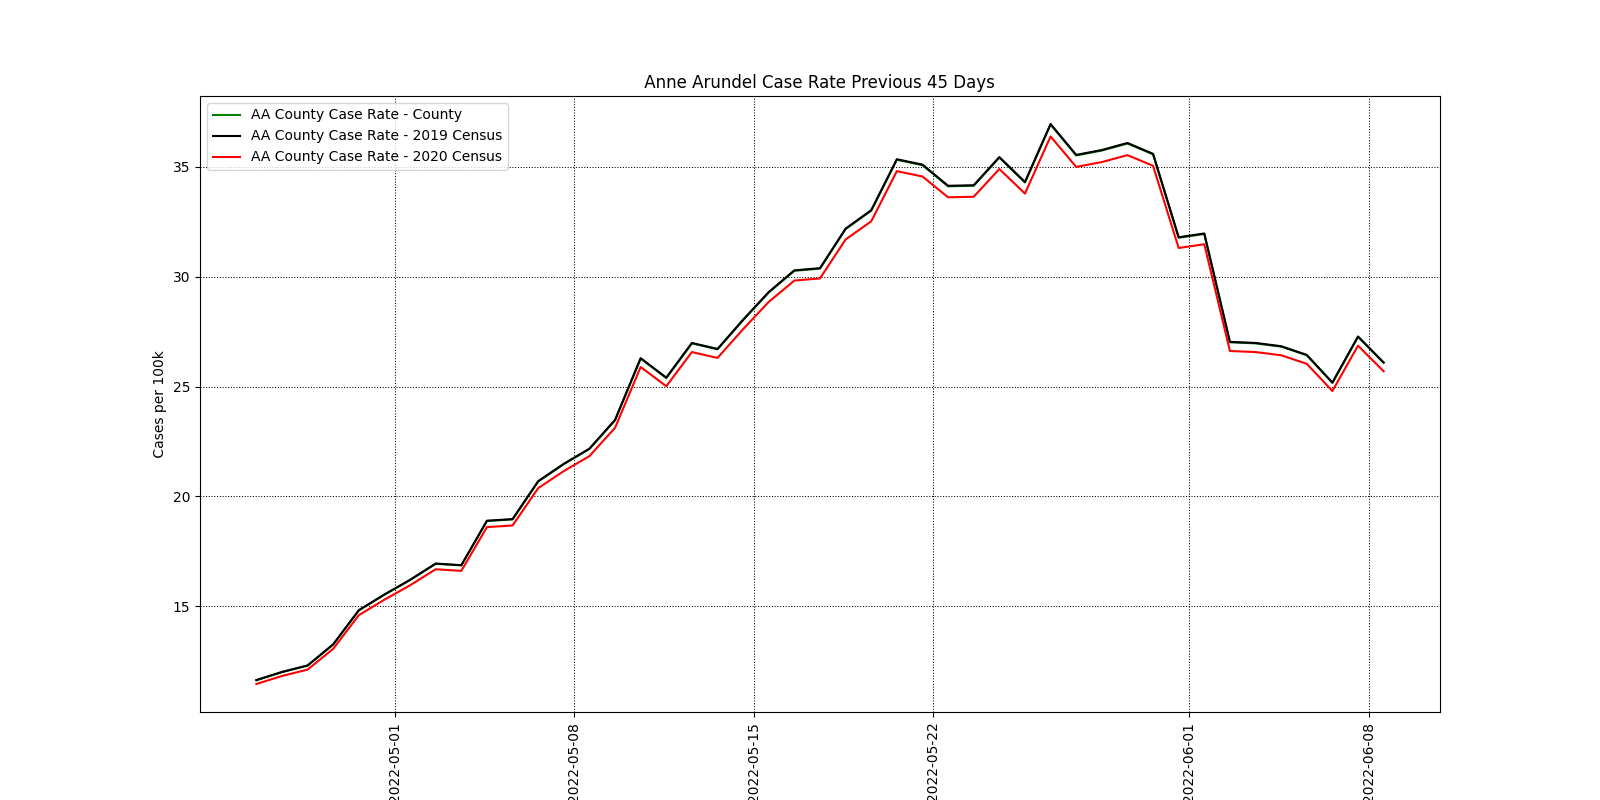 Anne Arundel Case Rate Previous 45 Days
AA County Case Rate - County
AA County Case Rate - 2019 Census
AA County Case Rate - 2020 Census
Cases per 100k
35
30
25
20
15
2022-05-01
2022-05-08
2022-05-15
2022-05-22
2022-06-01
2022-06-08